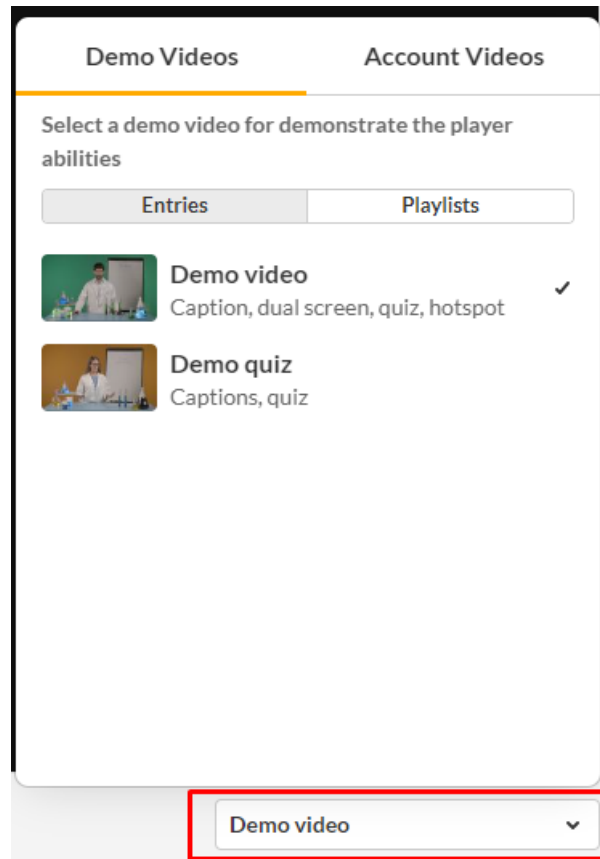 Demo Videos
Account Videos
Select a demo video for demonstrate the player
abilities
Entries
Playlists
Demo video
Caption, dual screen, quiz, hotspot
Demo quiz
Captions, quiz
Demo video